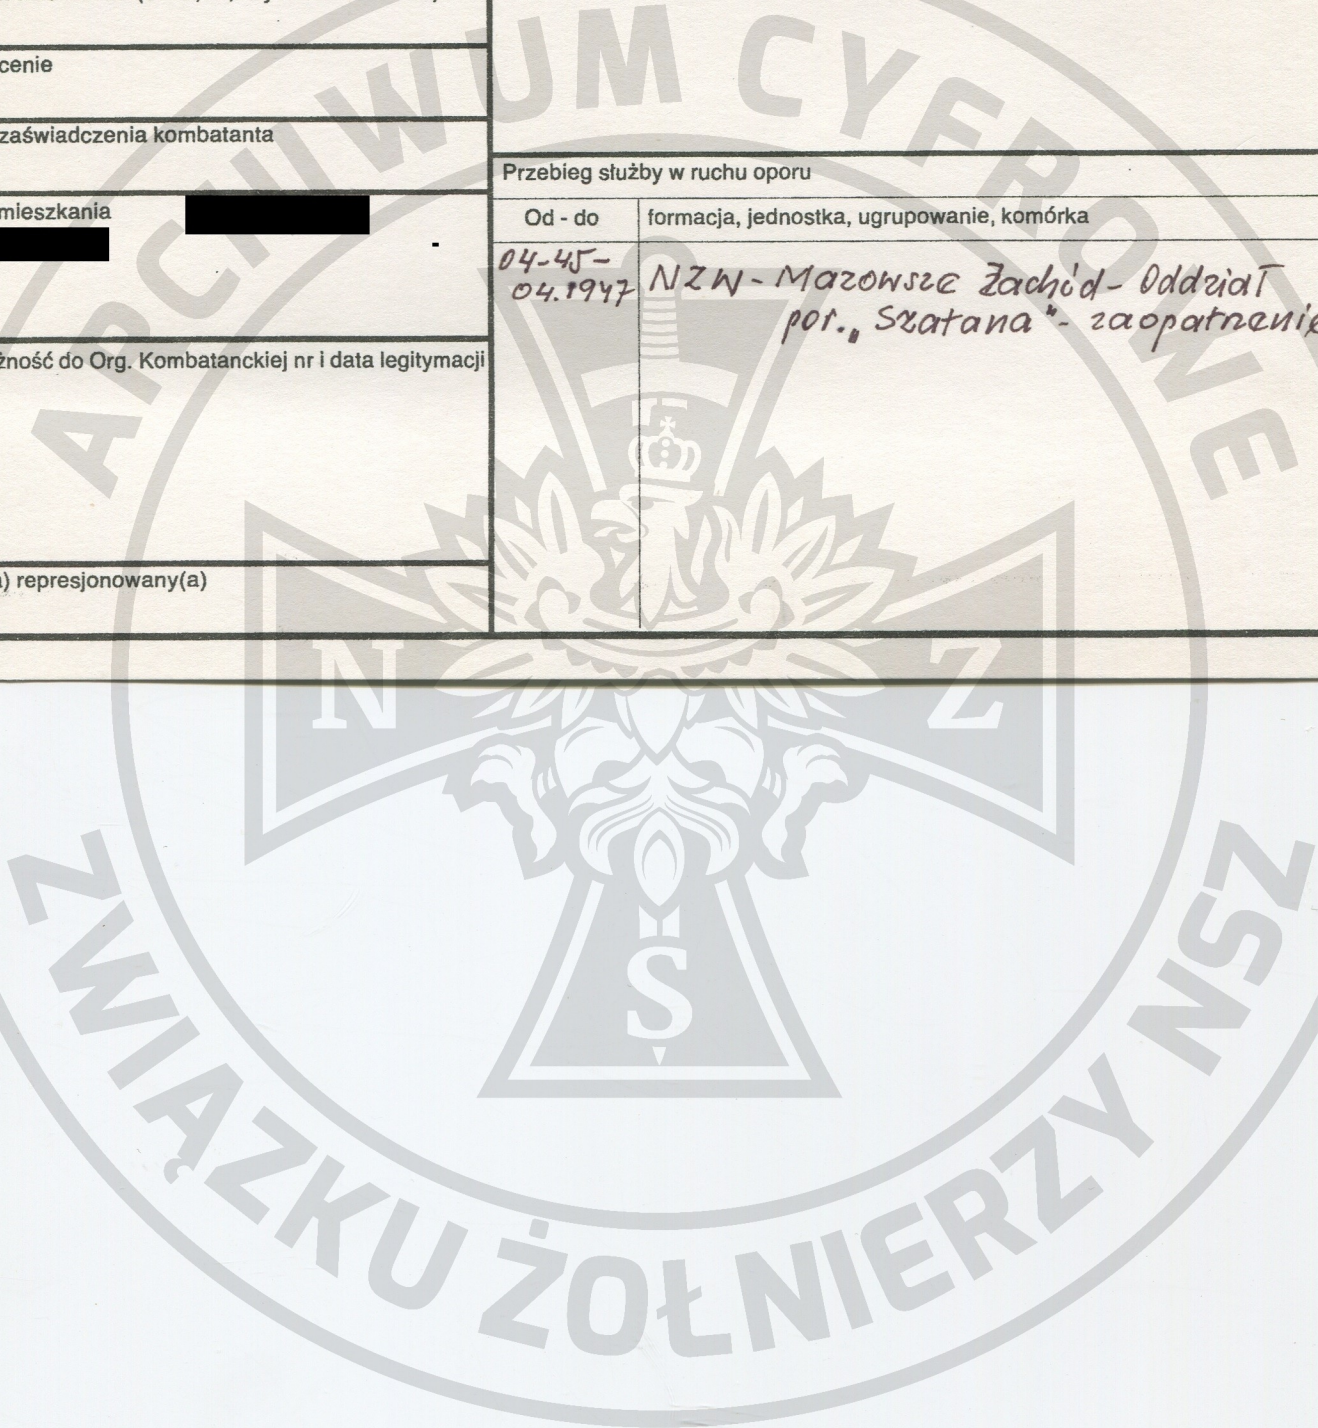 cenie
zaświadczenia kombatanta
mieszkania
żność do Org. Kombatanckiej nr i data legitymacji
) represjonowany(a)
Przebieg służby w ruchu oporu
Od - do
formacja, jednostka, ugrupowanie, komórka
04-45-
04.1947
NZW - Mazowsze Zachód - Oddział
por. „Szatana" - zaopatrzenie
ARCHIWUM CYFROWE
ZWIĄZKU ŻOŁNIERZY NSZ
N
Z
S